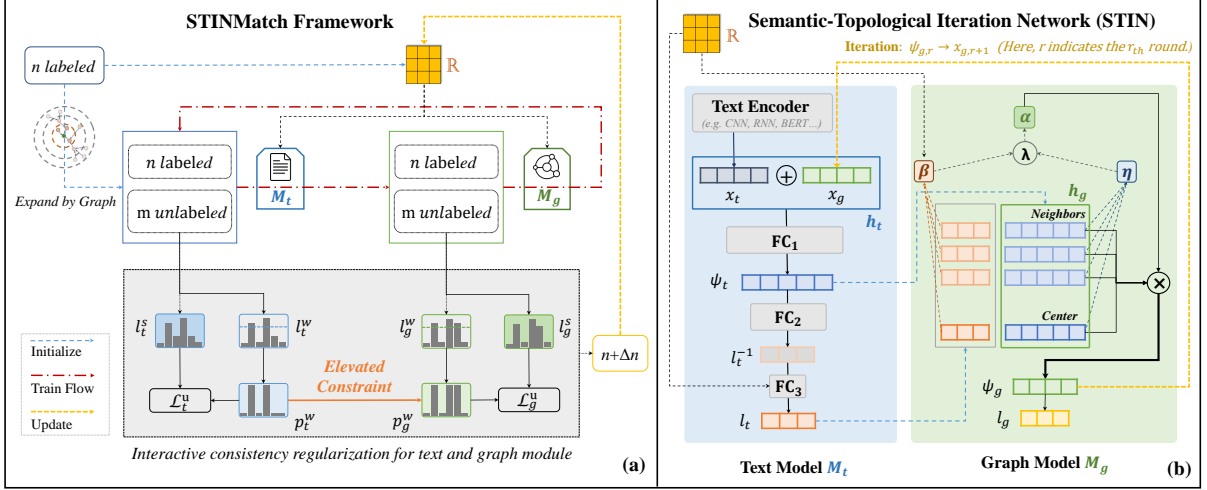 STINMatch Framework
n labeled
ℝ
Expand by Graph
n labeled
m unlabeled
M_t
n labeled
m unlabeled
M_g
l_t^s
l_t^w
l_g^w
l_g^s
n+Δn
Initialize
Train Flow
Update
Elevated
Constraint
ℒ_t^u
p_t^w
p_g^w
ℒ_g^u
Interactive consistency regularization for text and graph module
(a)
Semantic-Topological Iteration Network (STIN)
ℝ
Iteration: ψ_{g,r} → x_{g,r+1} (Here, r indicates the r_{th} round.)
Text Encoder
(e.g. CNN, RNN, BERT…)
x_t
⊕
x_g
h_t
FC_1
ψ_t
FC_2
l_t^{-1}
FC_3
l_t
Text Model M_t
α
λ
β
η
h_g
Neighbors
Center
⊗
ψ_g
l_g
Graph Model M_g
(b)